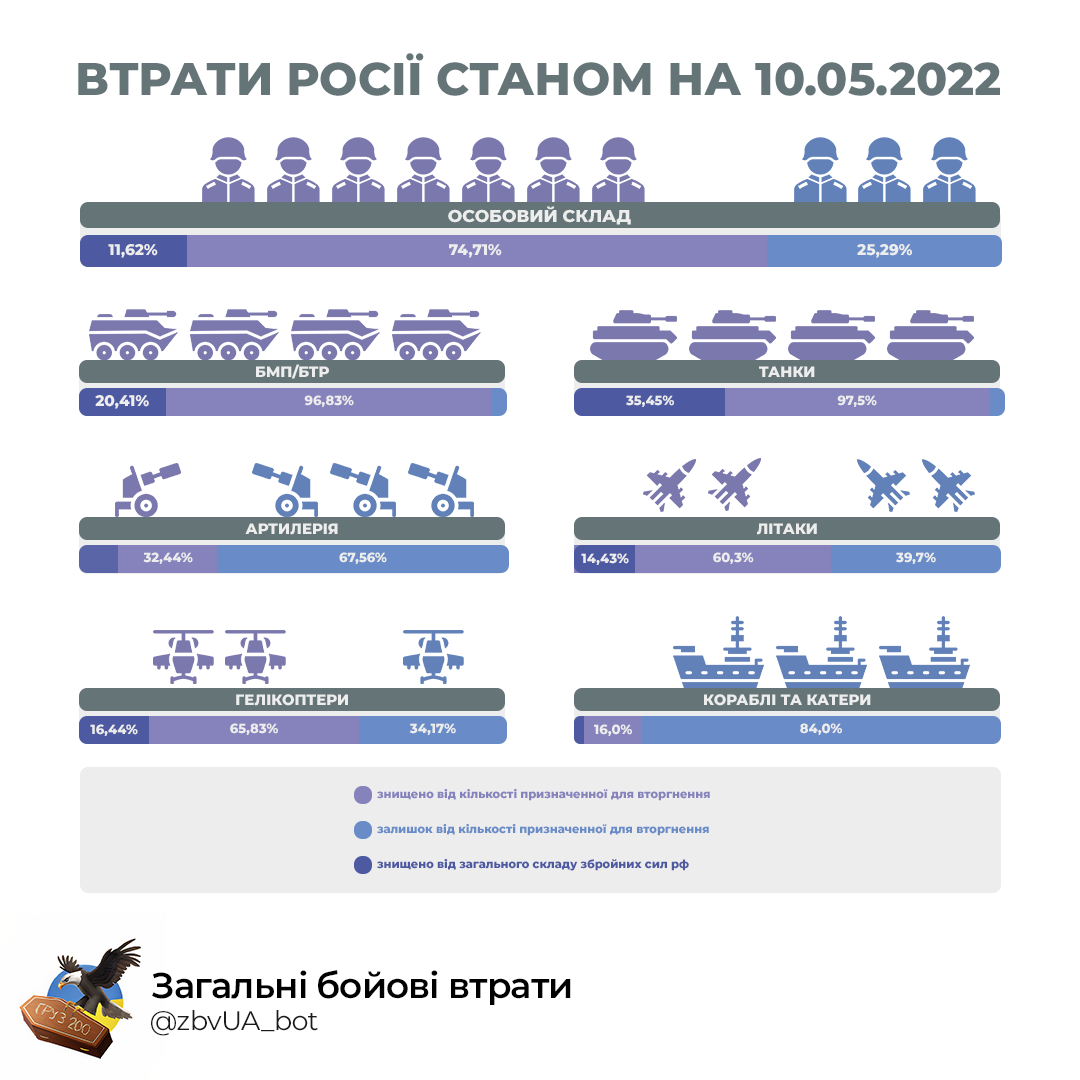 ВТРАТИ РОСІЇ СТАНОМ НА 10.05.2022
ОСОБОВИЙ СКЛАД
11,62% 74,71% 25,29%
БМП/БТР
20,41% 96,83%
ТАНКИ
35,45% 97,5%
АРТИЛЕРІЯ
32,44% 67,56%
ЛІТАКИ
14,43% 60,3% 39,7%
ГЕЛІКОПТЕРИ
16,44% 65,83% 34,17%
КОРАБЛІ ТА КАТЕРИ
16,0% 84,0%
знищено від кількості призначенної для вторгнення
залишок від кількості призначенної для вторгнення
знищено від загального складу збройних сил рф
ГРУЗ 200
Загальні бойові втрати
@zbvUA_bot